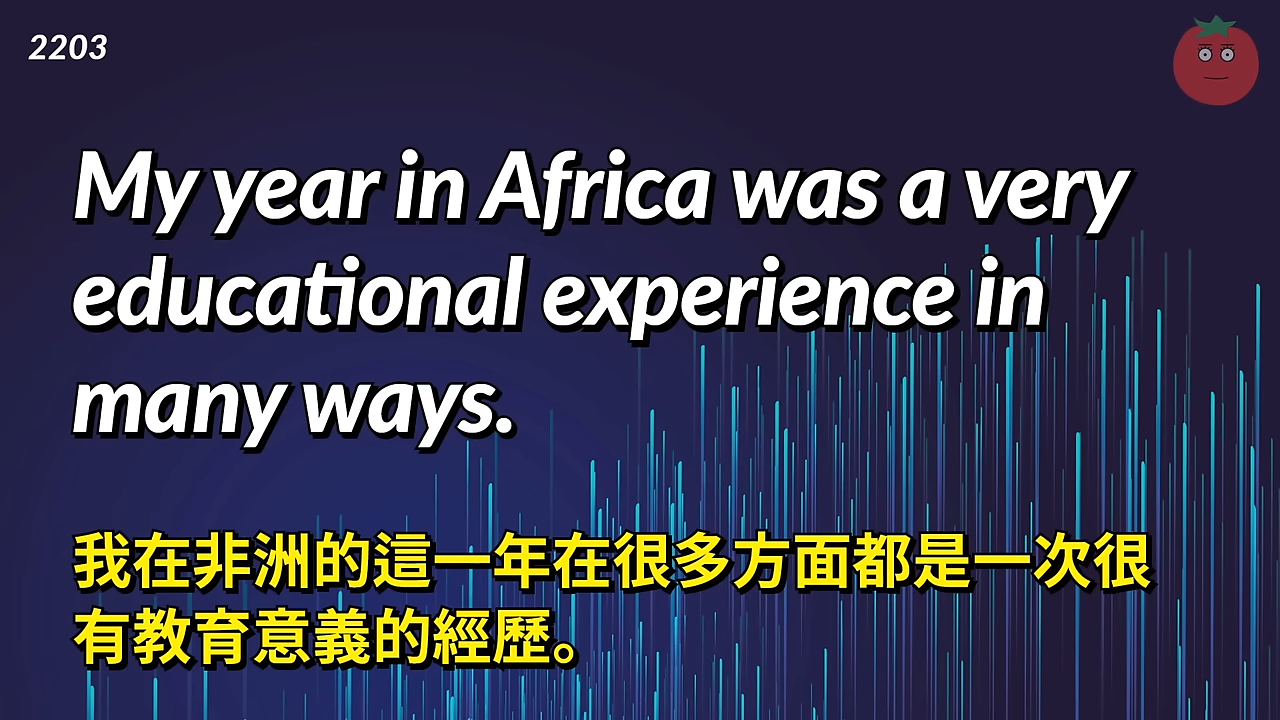 2203
My year in Africa was a very
educational experience in
many ways.
我在非洲的這一年在很多方面都是一次很
有教育意義的經歷。